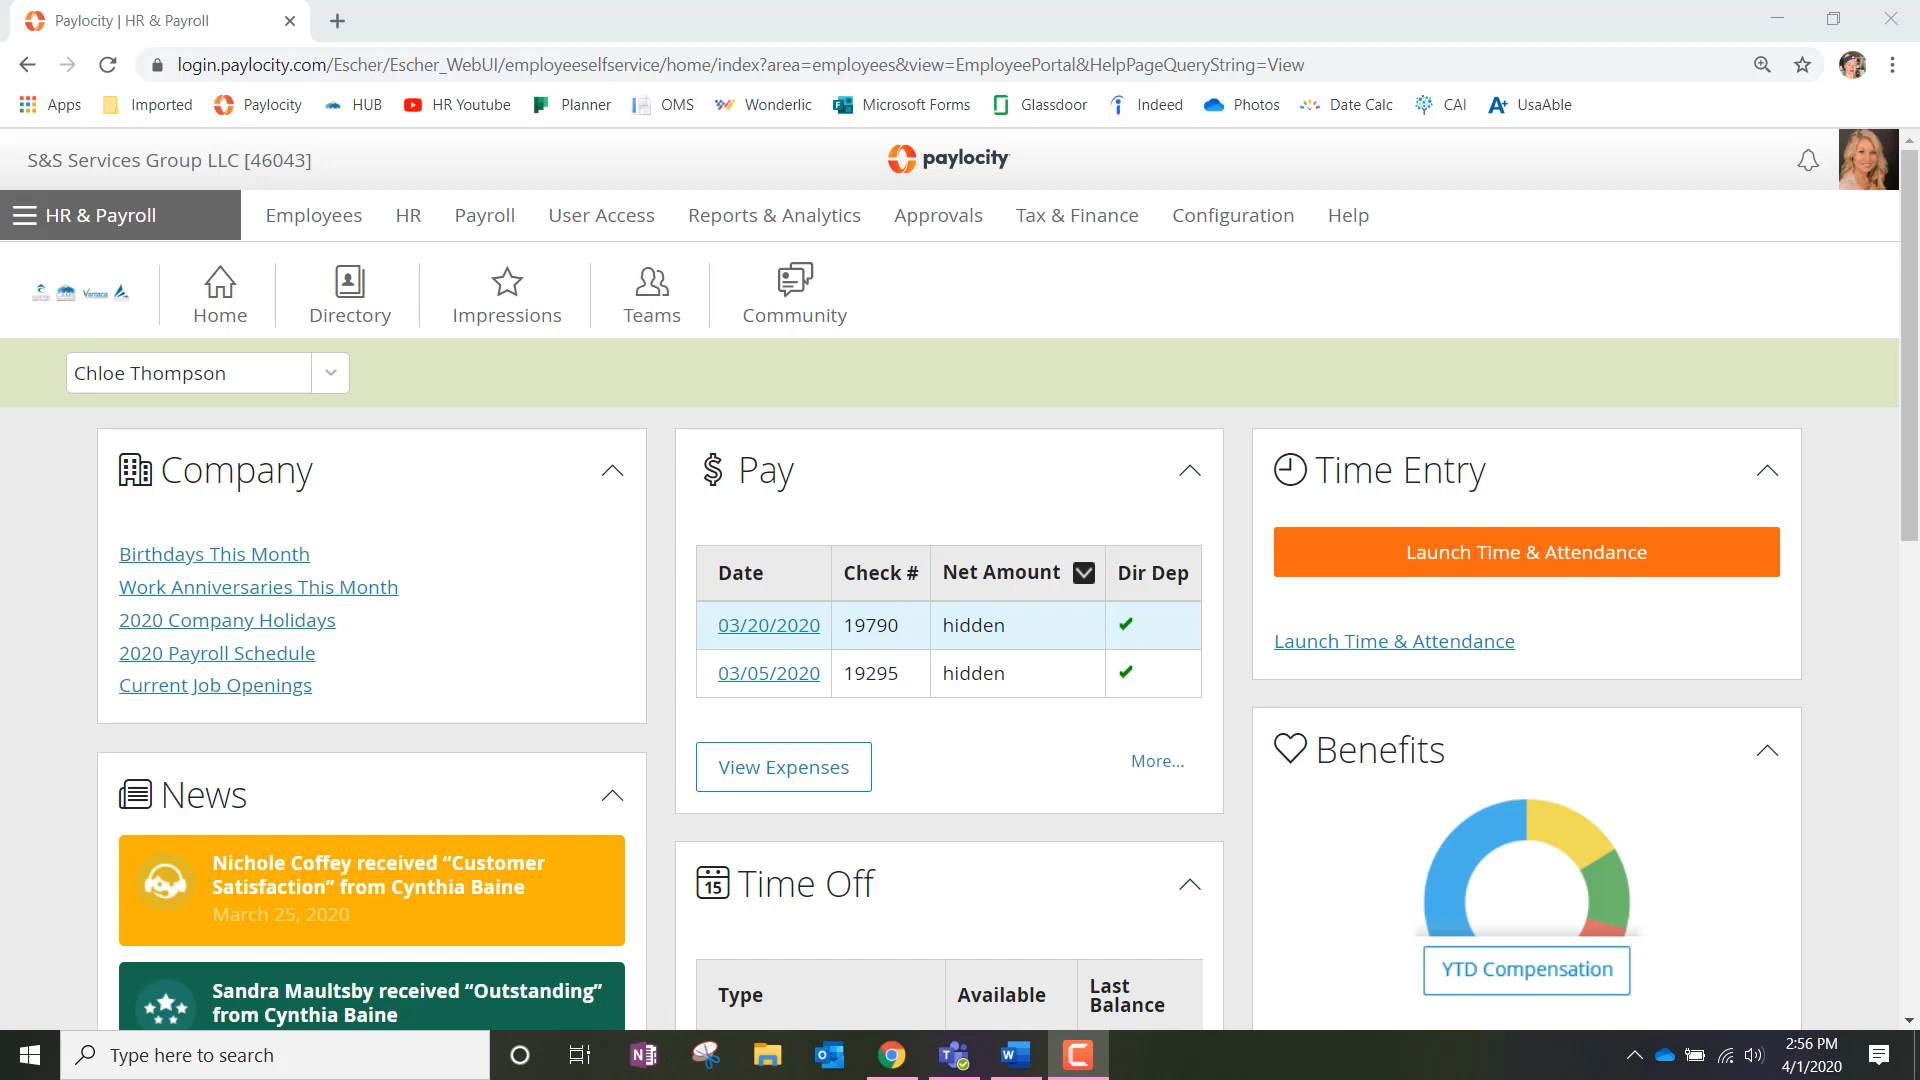 Paylocity | HR & Payroll
login.paylocity.com/Escher/Escher_WebUI/employeeselfservice/home/index?area=employees&view=EmployeePortal&HelpPageQueryString=View
Apps Imported Paylocity HUB HR Youtube Planner OMS Wonderlic Microsoft Forms Glassdoor Indeed Photos Date Calc CAI UsaAble
S&S Services Group LLC [46043]
paylocity
HR & Payroll Employees HR Payroll User Access Reports & Analytics Approvals Tax & Finance Configuration Help
Vantaca
Home Directory Impressions Teams Community
Chloe Thompson
Company
Birthdays This Month
Work Anniversaries This Month
2020 Company Holidays
2020 Payroll Schedule
Current Job Openings
News
Nichole Coffey received “Customer
Satisfaction” from Cynthia Baine
March 25, 2020
Sandra Maultsby received “Outstanding”
from Cynthia Baine
$ Pay
Date Check # Net Amount Dir Dep
03/20/2020 19790 hidden
03/05/2020 19295 hidden
View Expenses More...
15 Time Off
Type Available Last
Balance
Time Entry
Launch Time & Attendance
Launch Time & Attendance
Benefits
YTD Compensation
Type here to search
2:56 PM
4/1/2020